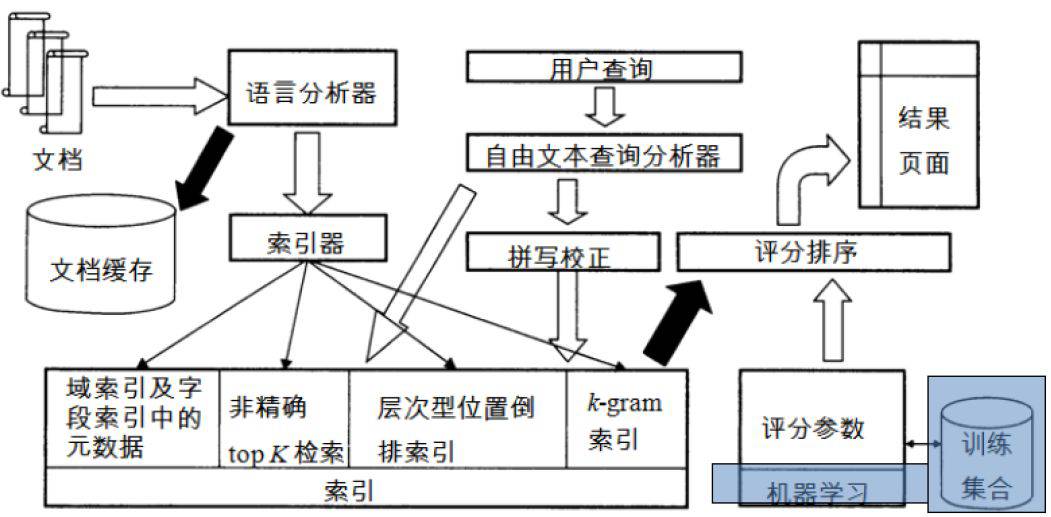 文档
语言分析器
文档缓存
索引器
用户查询
自由文本查询分析器
拼写校正
评分排序
结果
页面
域索引及字
段索引中的
元数据
非精确
top K 检索
层次型位置倒
排索引
k-gram
索引
索引
评分参数
机器学习
训练
集合